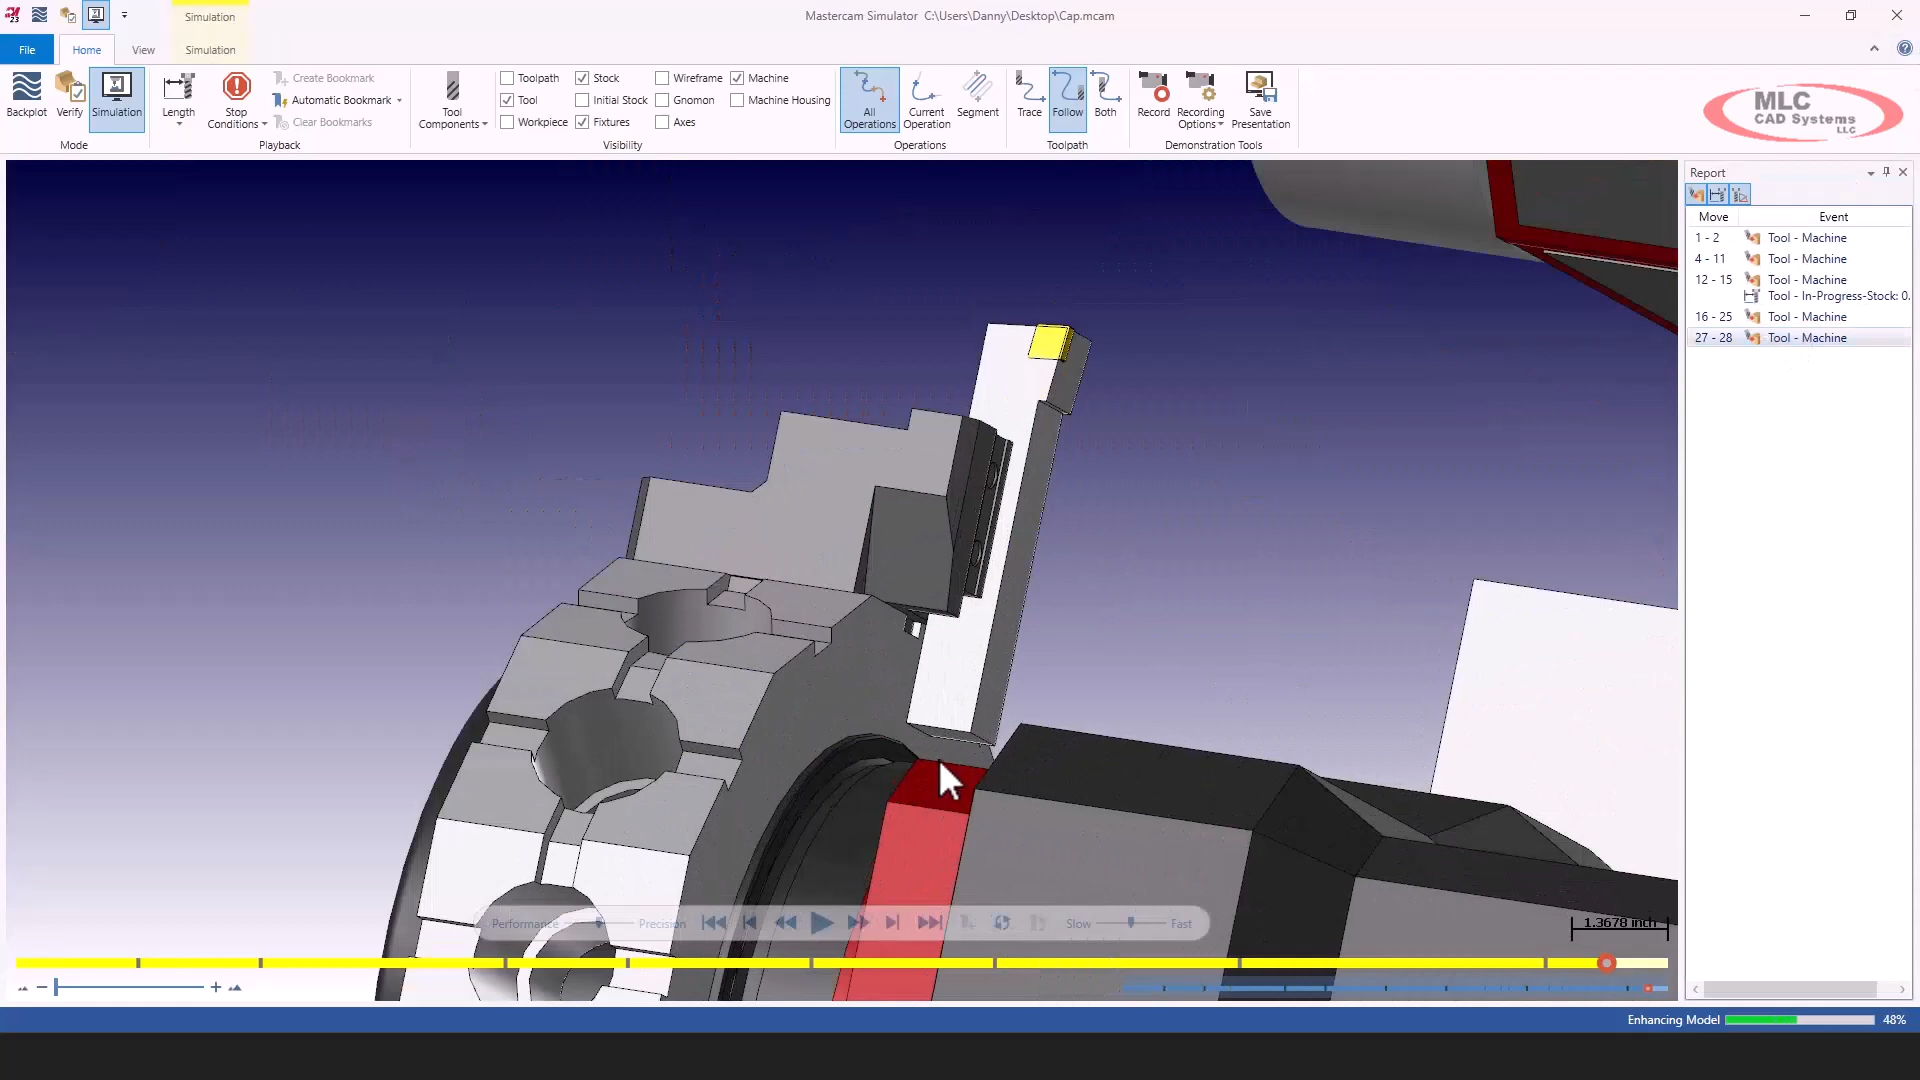 23
Simulation
Mastercam Simulator C:\Users\Danny\Desktop\Cap.mcam
File
Home
View
Simulation
Backplot
Verify
Simulation
Mode
Length
Stop
Conditions
Create Bookmark
Automatic Bookmark
Clear Bookmarks
Playback
Tool
Components
Toolpath
Stock
Wireframe
Machine
Tool
Initial Stock
Gnomon
Machine Housing
Workpiece
Fixtures
Axes
Visibility
All
Operations
Current
Operation
Segment
Operations
Trace
Follow
Both
Toolpath
Record
Recording
Options
Save
Presentation
Demonstration Tools
MLC
CAD Systems
LLC
Report
Move
Event
1 - 2
Tool - Machine
4 - 11
Tool - Machine
12 - 15
Tool - Machine
Tool - In-Progress-Stock: 0.
16 - 25
Tool - Machine
27 - 28
Tool - Machine
Performance
Precision
Slow
Fast
1.3678 inch
Enhancing Model
48%